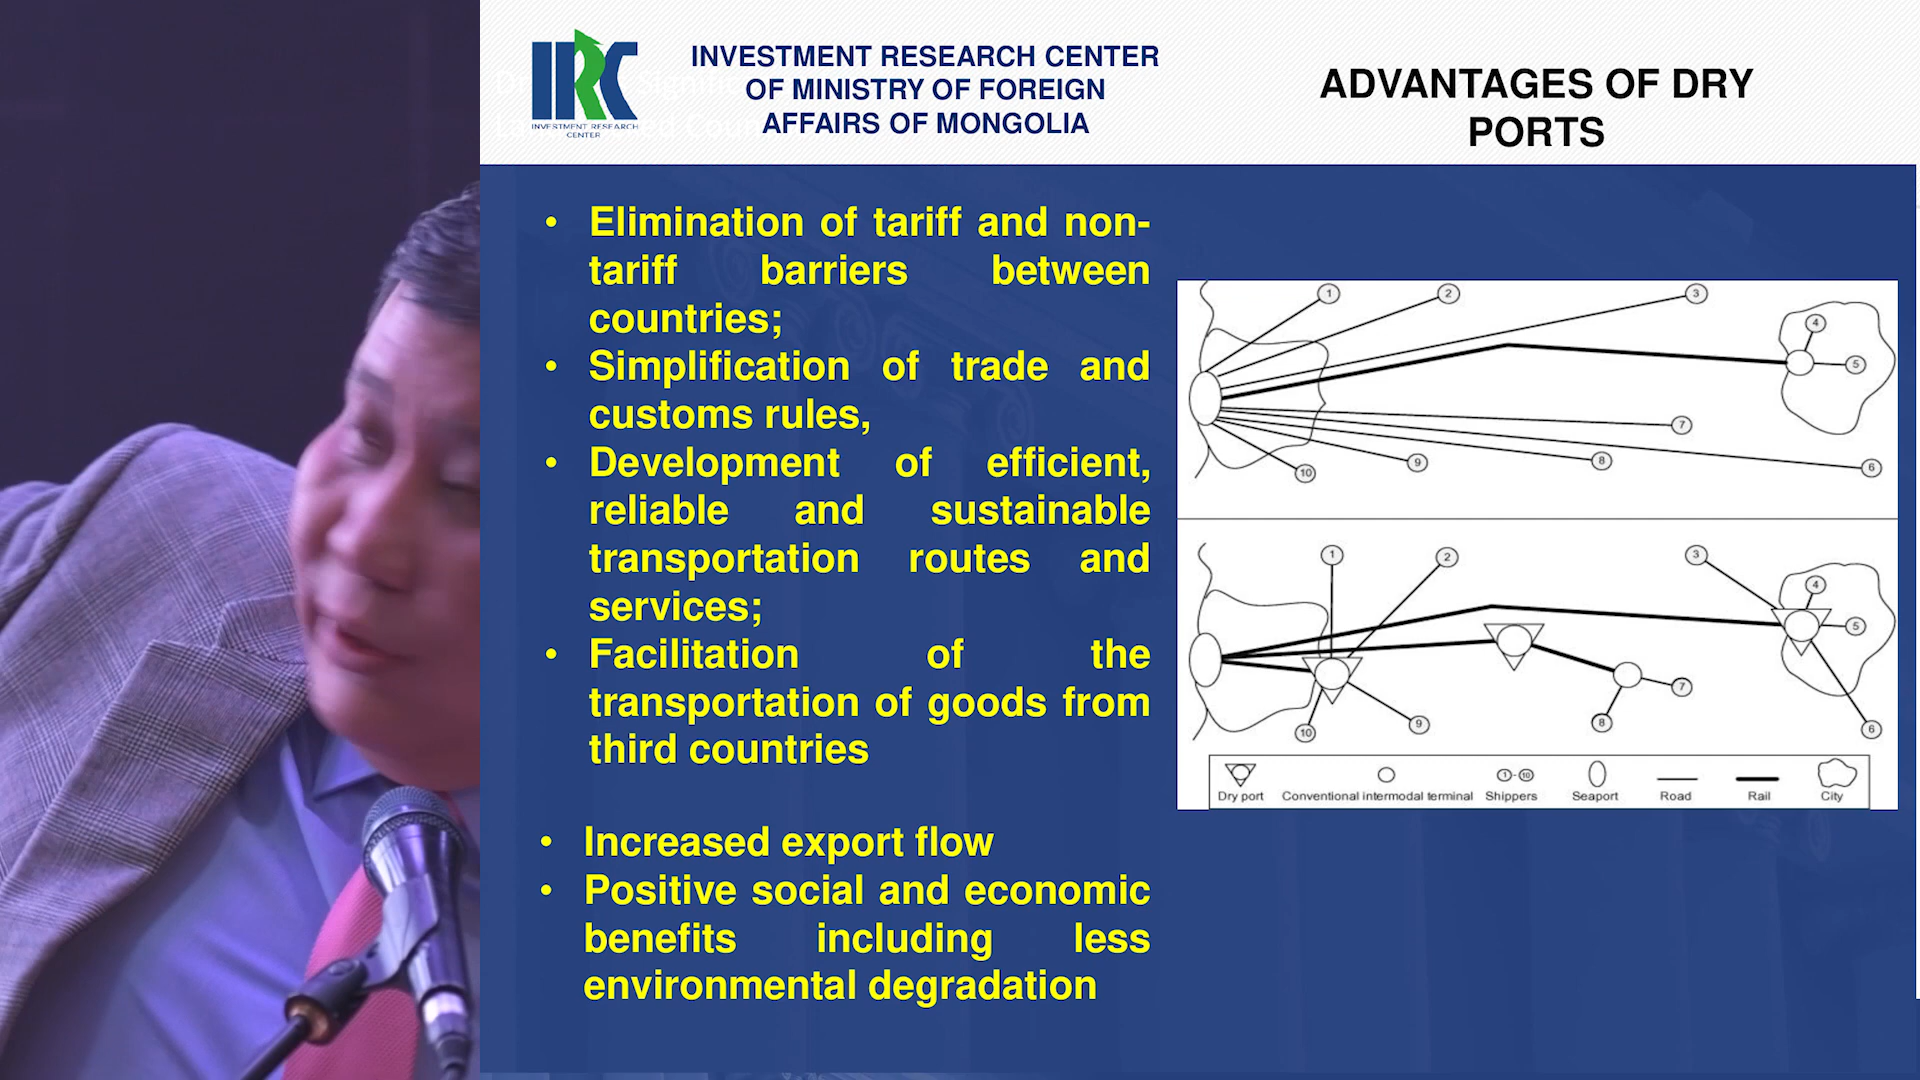 INVESTMENT RESEARCH CENTER
OF MINISTRY OF FOREIGN
AFFAIRS OF MONGOLIA
IRC
INVESTMENT RESEARCH
CENTER
ADVANTAGES OF DRY
PORTS
• Elimination of tariff and non-
tariff barriers between
countries;
• Simplification of trade and
customs rules,
• Development of efficient,
reliable and sustainable
transportation routes and
services;
• Facilitation of the
transportation of goods from
third countries
• Increased export flow
• Positive social and economic
benefits including less
environmental degradation
1 2 3
4
5
7
10 9 8 6
1 2 3
4
5
7
10 9 8 6
1 - 10
Dry port Conventional intermodal terminal Shippers Seaport Road Rail City